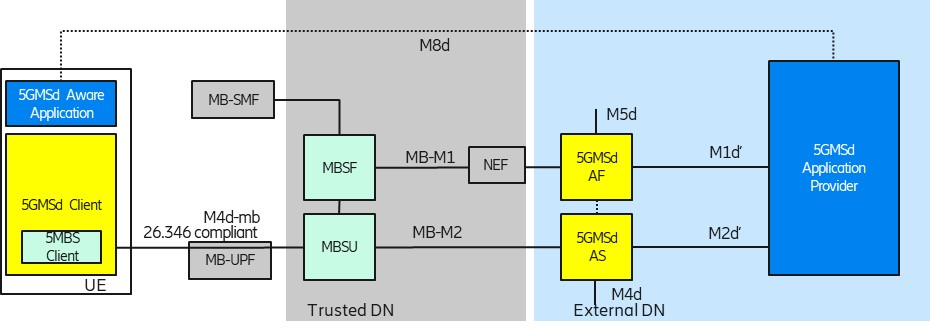 M8d
5GMSd Aware
Application
MB-SMF
M5d
5GMSd
Application
Provider
MBSF
MB-M1
NEF
5GMSd
AF
M1d'
5GMSd Client
M4d-mb
26.346 compliant
5MBS
Client
MB-UPF
MBSU
MB-M2
5GMSd
AS
M2d'
UE
M4d
Trusted DN
External DN